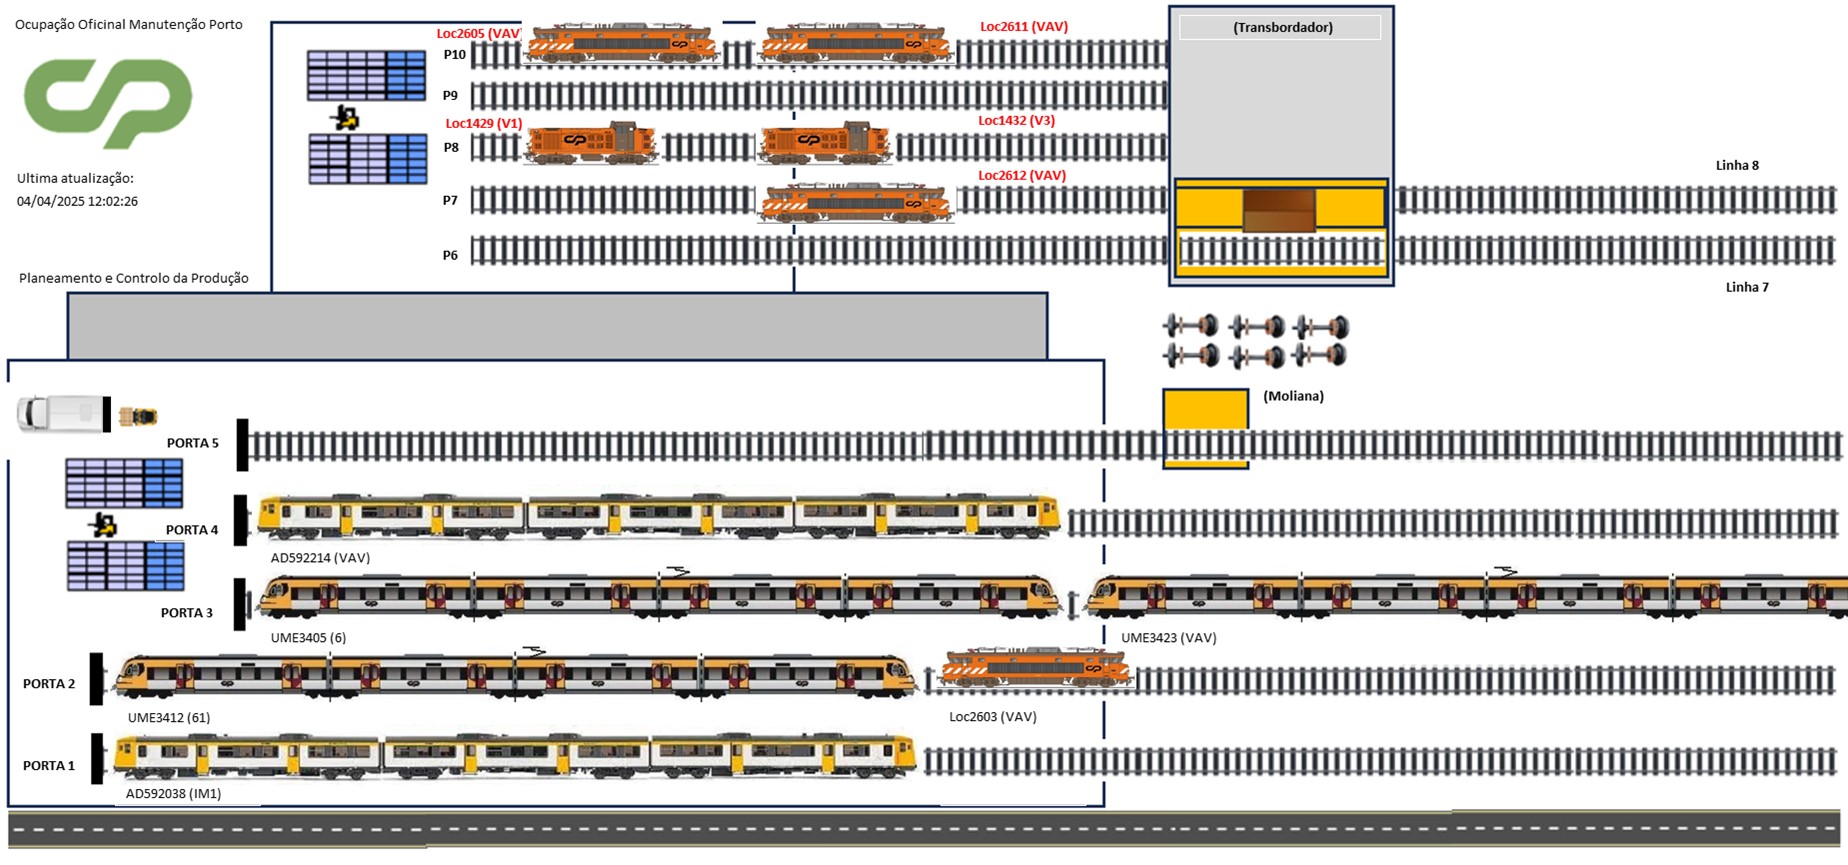 Ocupação Oficinal Manutenção Porto
Loc2605 (VAV)
Loc2611 (VAV)
(Transbordador)
P10
P9
Loc1429 (V1)
Loc1432 (V3)
P8
Linha 8
Loc2612 (VAV)
Ultima atualização:
04/04/2025 12:02:26
P7
P6
Planeamento e Controlo da Produção
Linha 7
(Moliana)
PORTA 5
PORTA 4
AD592214 (VAV)
PORTA 3
UME3405 (6)
UME3423 (VAV)
PORTA 2
UME3412 (61)
Loc2603 (VAV)
PORTA 1
AD592038 (IM1)